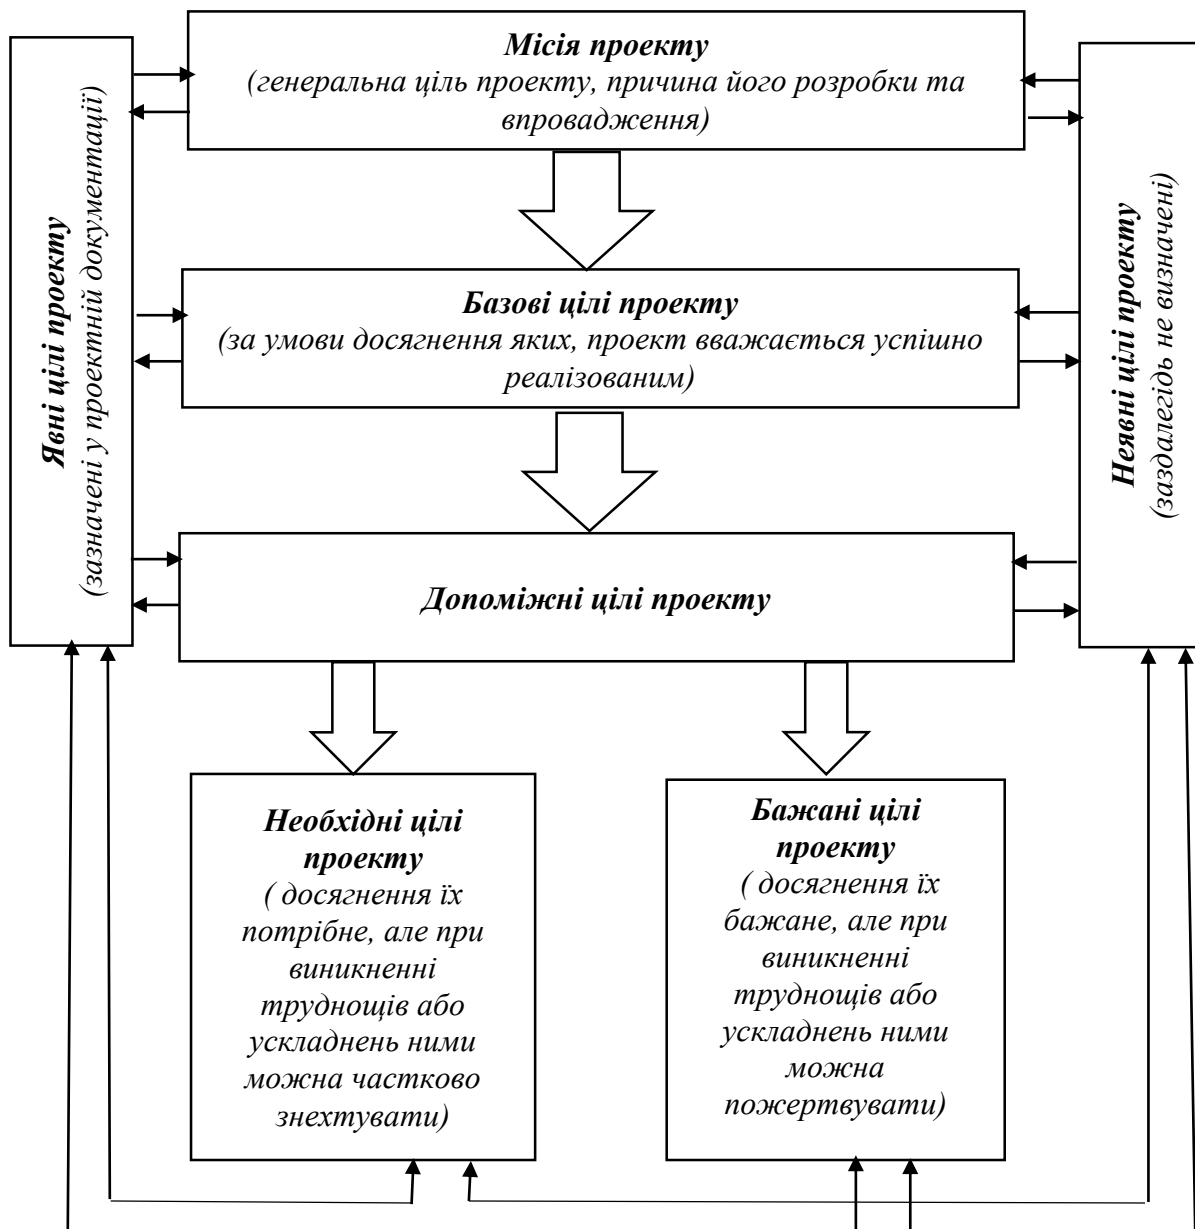 Місія проекту
(генеральна ціль проекту, причина його розробки та
впровадження)
Явні цілі проекту
(зазначені у проектній документації)
Неявні цілі проекту
(заздалегідь не визначені)
Базові цілі проекту
(за умови досягнення яких, проект вважається успішно
реалізованим)
Допоміжні цілі проекту
Необхідні цілі
проекту
( досягнення їх
потрібне, але при
виникненні
труднощів або
ускладнень ними
можна частково
знехтувати)
Бажані цілі
проекту
( досягнення їх
бажане, але при
виникненні
труднощів або
ускладнень ними
можна
пожертвувати)